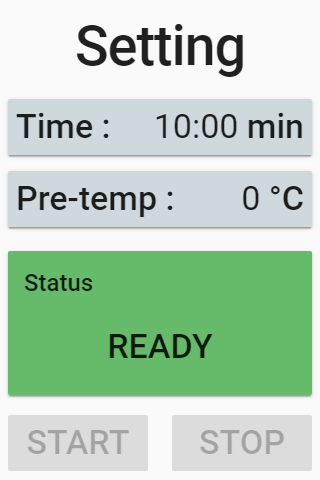 Setting
Time : 10:00 min
Pre-temp : 0 °C
Status
READY
START STOP